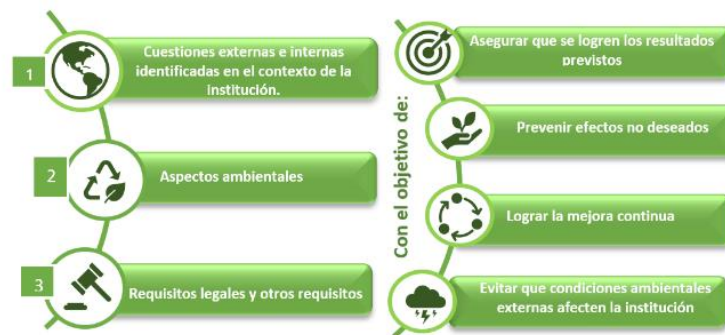 1
Cuestiones externas e internas
identificadas en el contexto de la
institución.
2
Aspectos ambientales
3
Requisitos legales y otros requisitos
Con el objetivo de:
Asegurar que se logren los resultados
previstos
Prevenir efectos no deseados
Lograr la mejora continua
Evitar que condiciones ambientales
externas afecten la institución